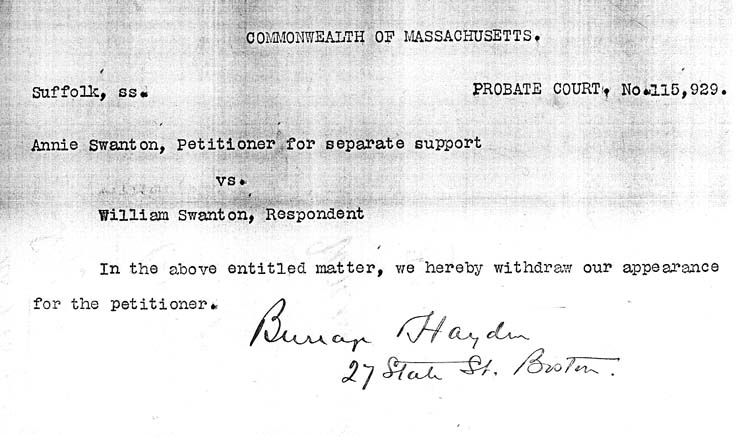 COMMONWEALTH OF MASSACHUSETTS.
Suffolk, ss. PROBATE COURT, No.115,929.
Annie Swanton, Petitioner for separate support
vs.
William Swanton, Respondent
In the above entitled matter, we hereby withdraw our appearance
for the petitioner.
Hayden
27 State St. Boston.